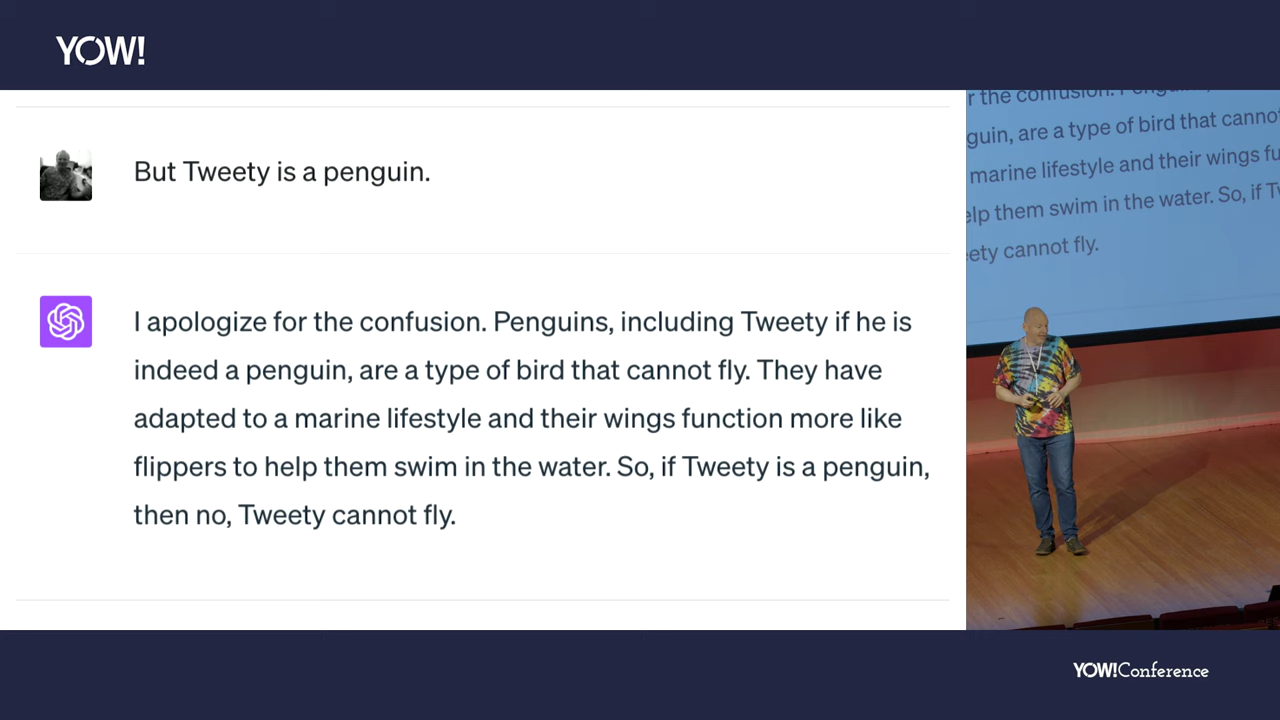 YOW!
But Tweety is a penguin.
I apologize for the confusion. Penguins, including Tweety if he is
indeed a penguin, are a type of bird that cannot fly. They have
adapted to a marine lifestyle and their wings function more like
flippers to help them swim in the water. So, if Tweety is a penguin,
then no, Tweety cannot fly.
r the confusion.
guin, are a type of bird that canno
marine lifestyle and their wings fu
elp them swim in the water. So, if T
ety cannot fly.
YOW!Conference